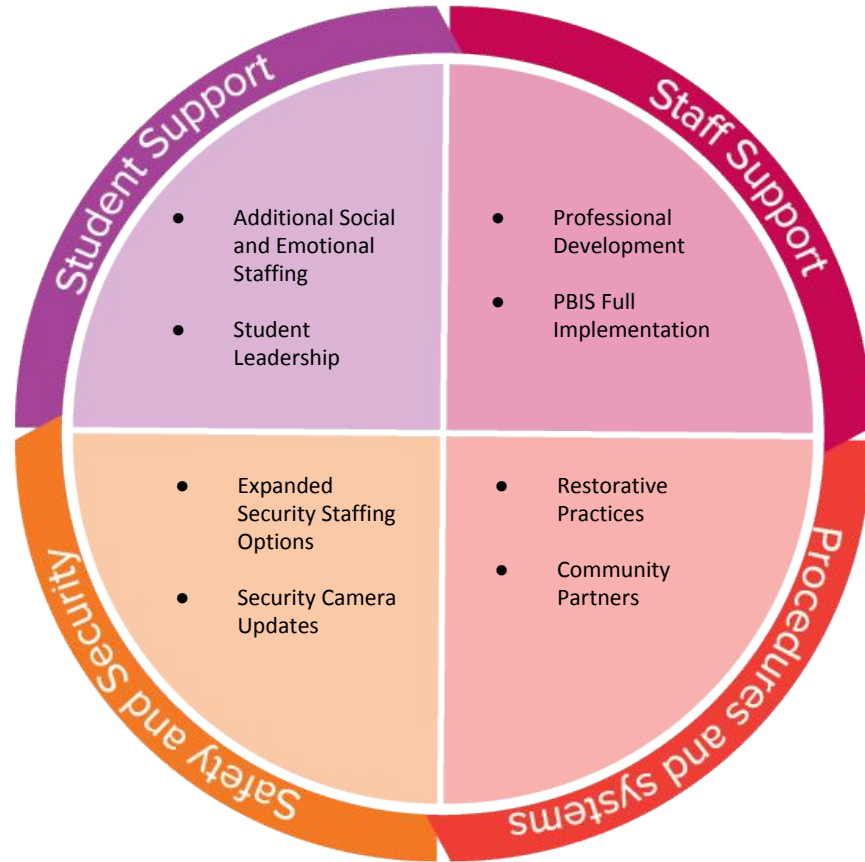 Student Support
● Additional Social
and Emotional
Staffing
● Student
Leadership
Staff Support
● Professional
Development
● PBIS Full
Implementation
Safety and Security
● Expanded
Security Staffing
Options
● Security Camera
Updates
Procedures and systems
● Restorative
Practices
● Community
Partners